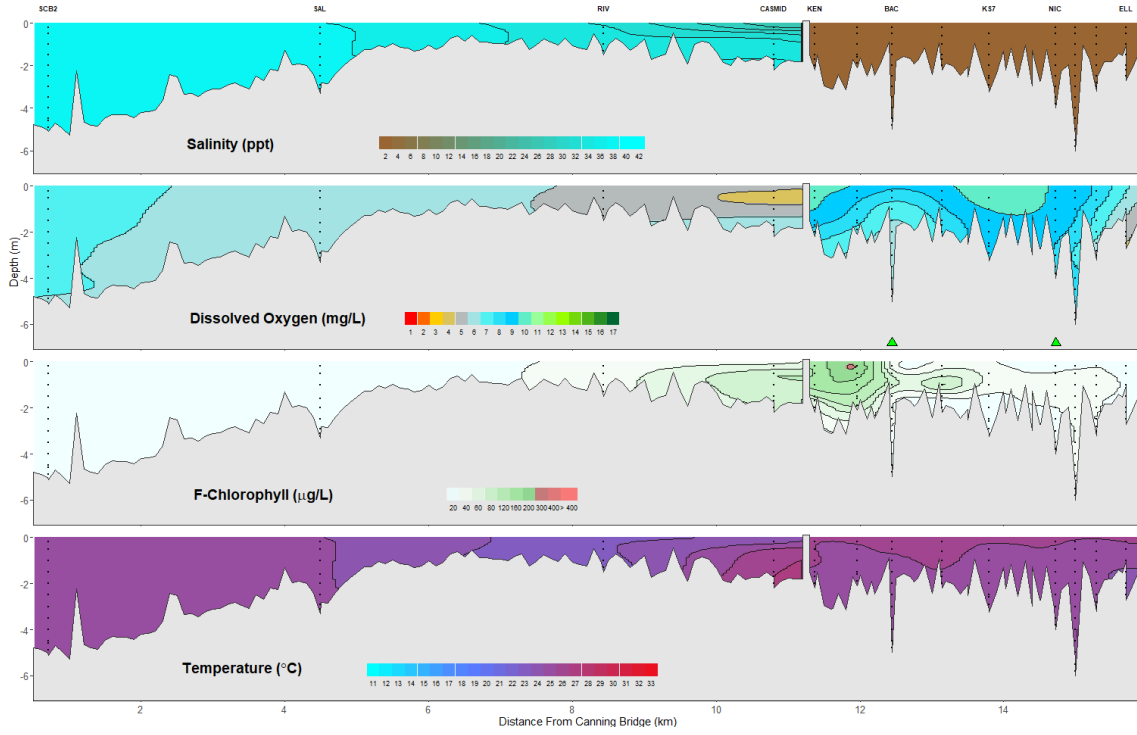 SCB2 SAL RIV CASMID KEN BAC KS7 NIC ELL
0
-2
-4
-6
Salinity (ppt)
2 4 6 8 10 12 14 16 18 20 22 24 26 28 30 32 34 36 38 40 42
0
-2
-4
-6
Depth (m)
Dissolved Oxygen (mg/L)
1 2 3 4 5 6 7 8 9 10 11 12 13 14 15 16 17
0
-2
-4
-6
F-Chlorophyll (μg/L)
20 40 60 80 120 160 200 300 400 > 400
0
-2
-4
-6
Temperature (°C)
11 12 13 14 15 16 17 18 19 20 21 22 23 24 25 26 27 28 29 30 31 32 33
2 4 6 8 10 12 14
Distance From Canning Bridge (km)